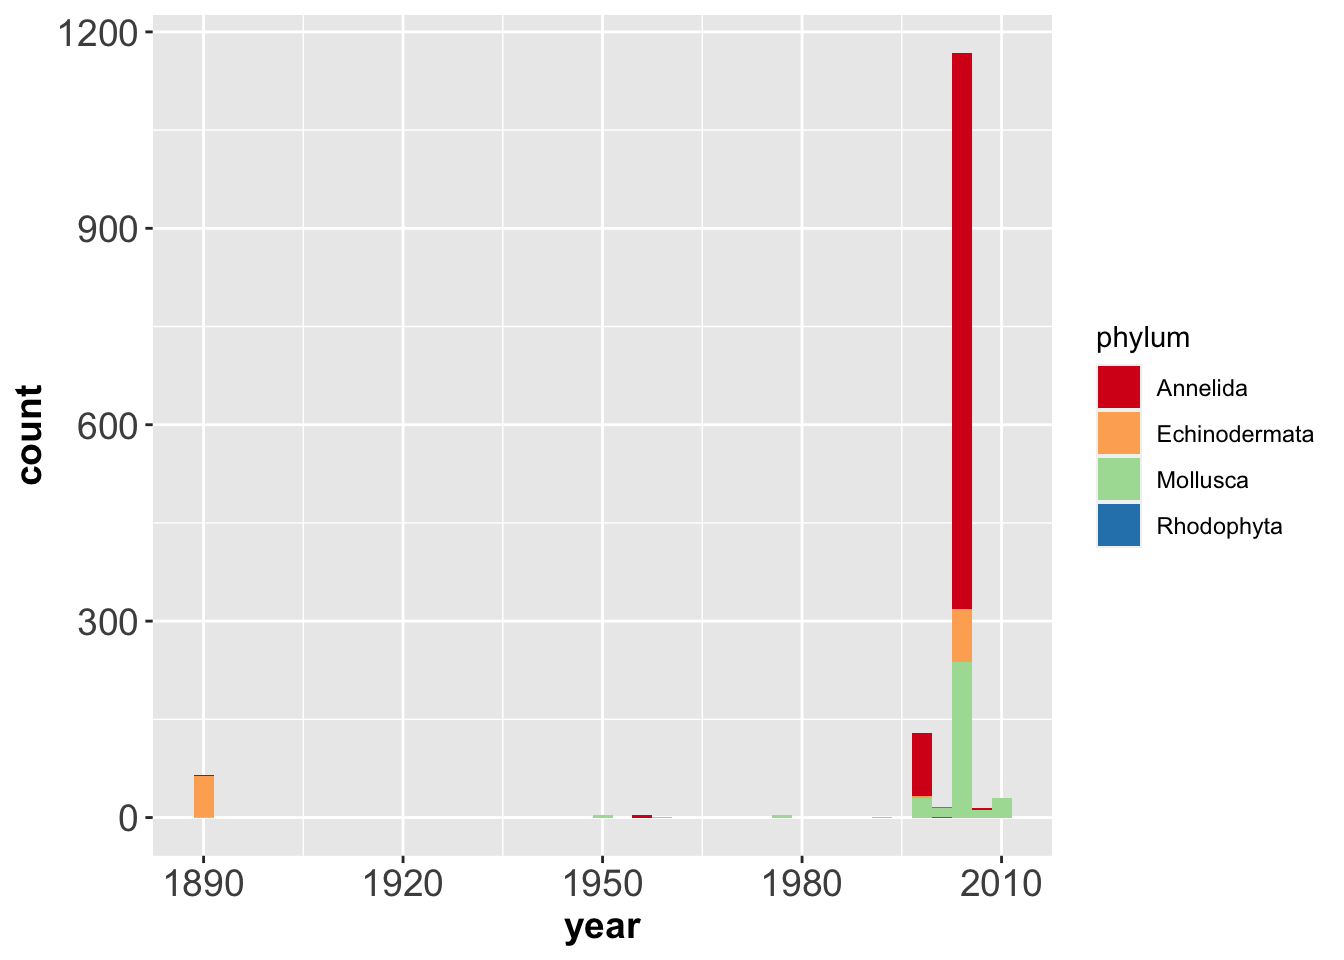 1200
900
600
300
0
count
1890 1920 1950 1980 2010
year
phylum
Annelida
Echinodermata
Mollusca
Rhodophyta